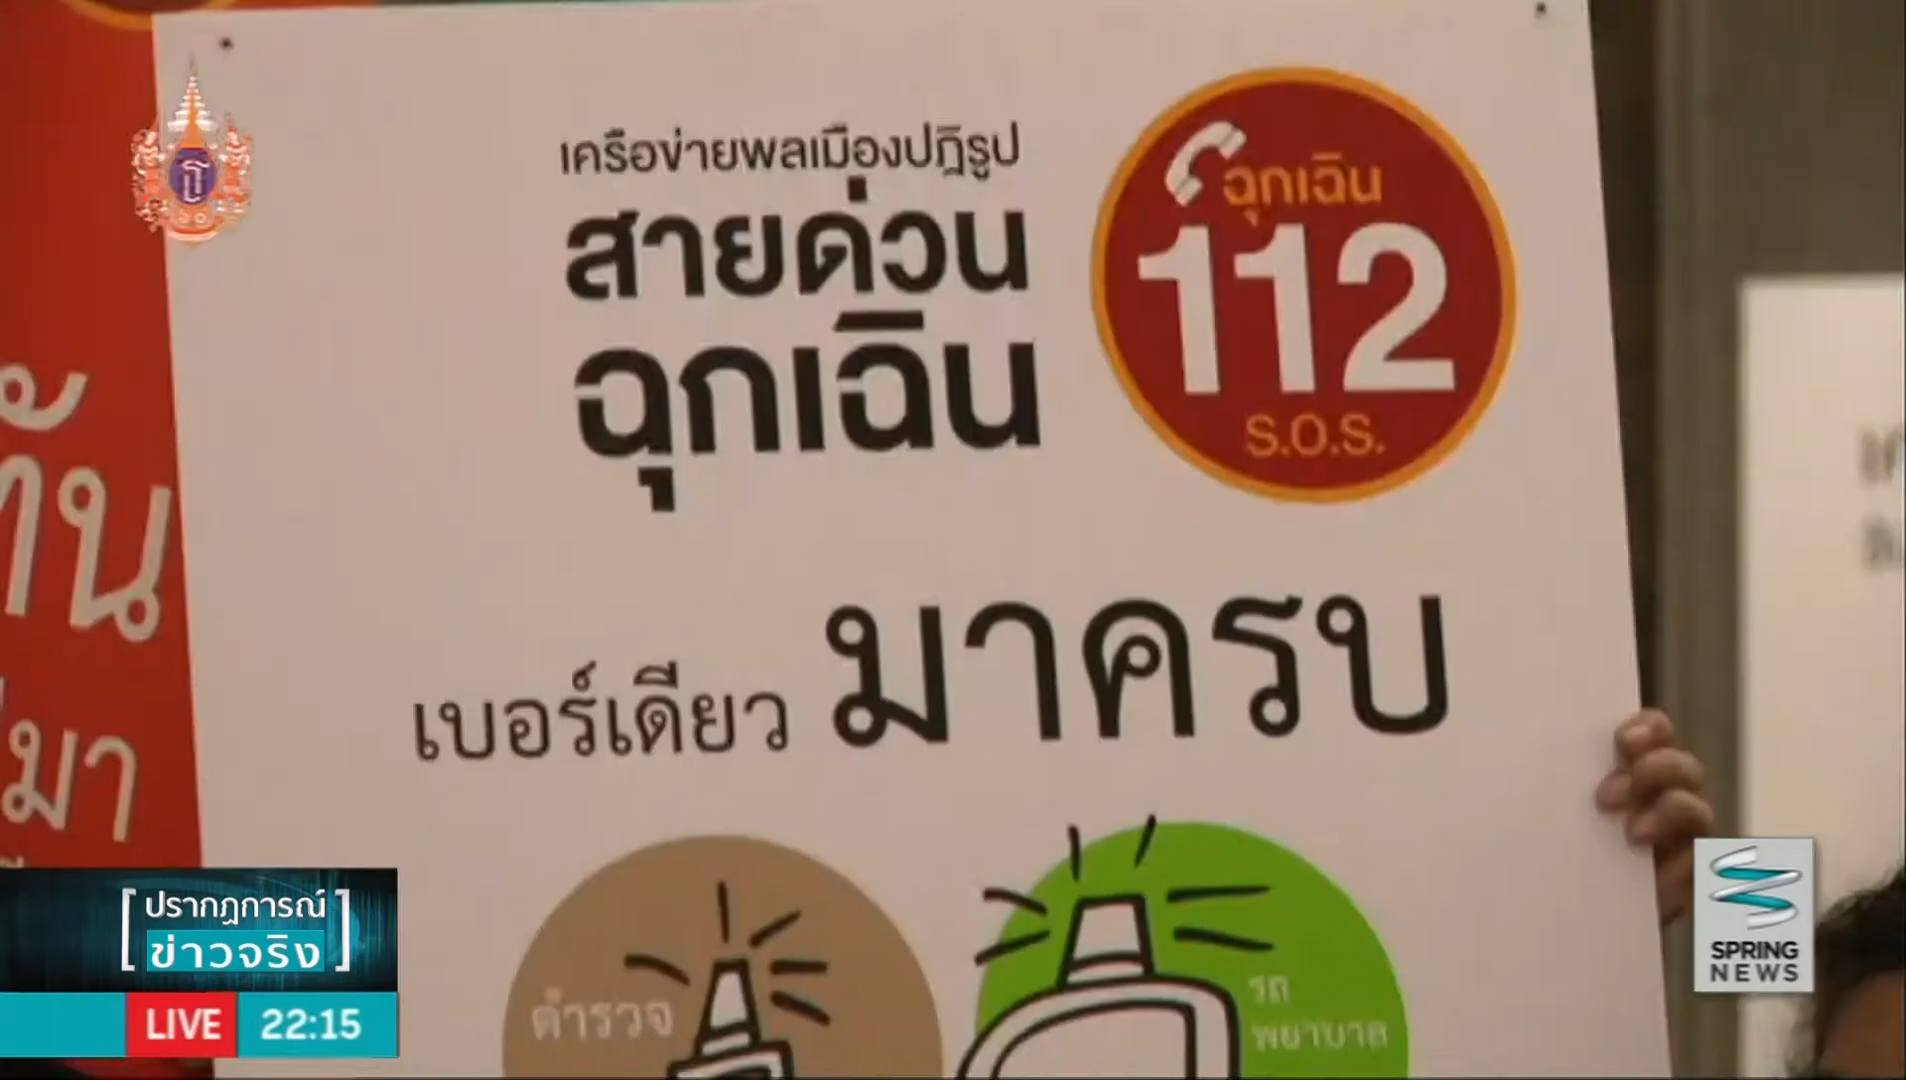 เครือข่ายพลเมืองปฏิรูป
สายด่วน
ฉุกเฉิน
ฉุกเฉิน
112
S.O.S.
เบอร์เดียว มาครบ
ตำรวจ
รถ
พยาบาล
ทัน
มา
ปรากฏการณ์
ข่าวจริง
LIVE 22:15
SPRING
NEWS